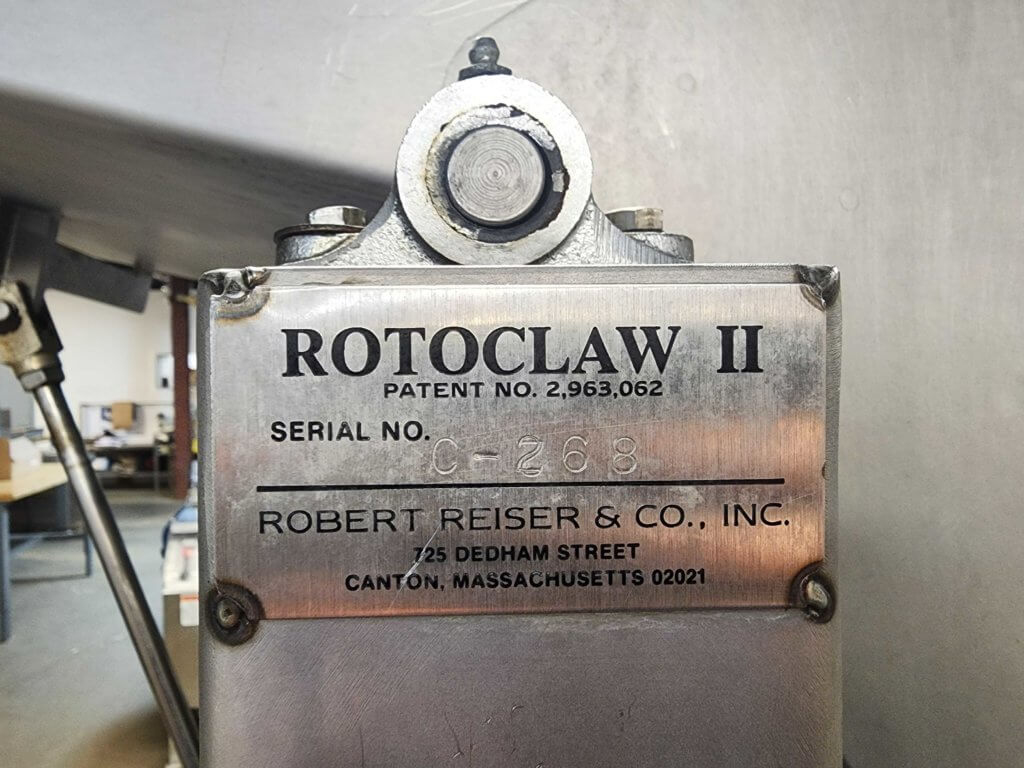 ROTOCLAW II
PATENT NO. 2,963,062
SERIAL NO. C-268
ROBERT REISER & CO., INC.
725 DEDHAM STREET
CANTON, MASSACHUSETTS 02021